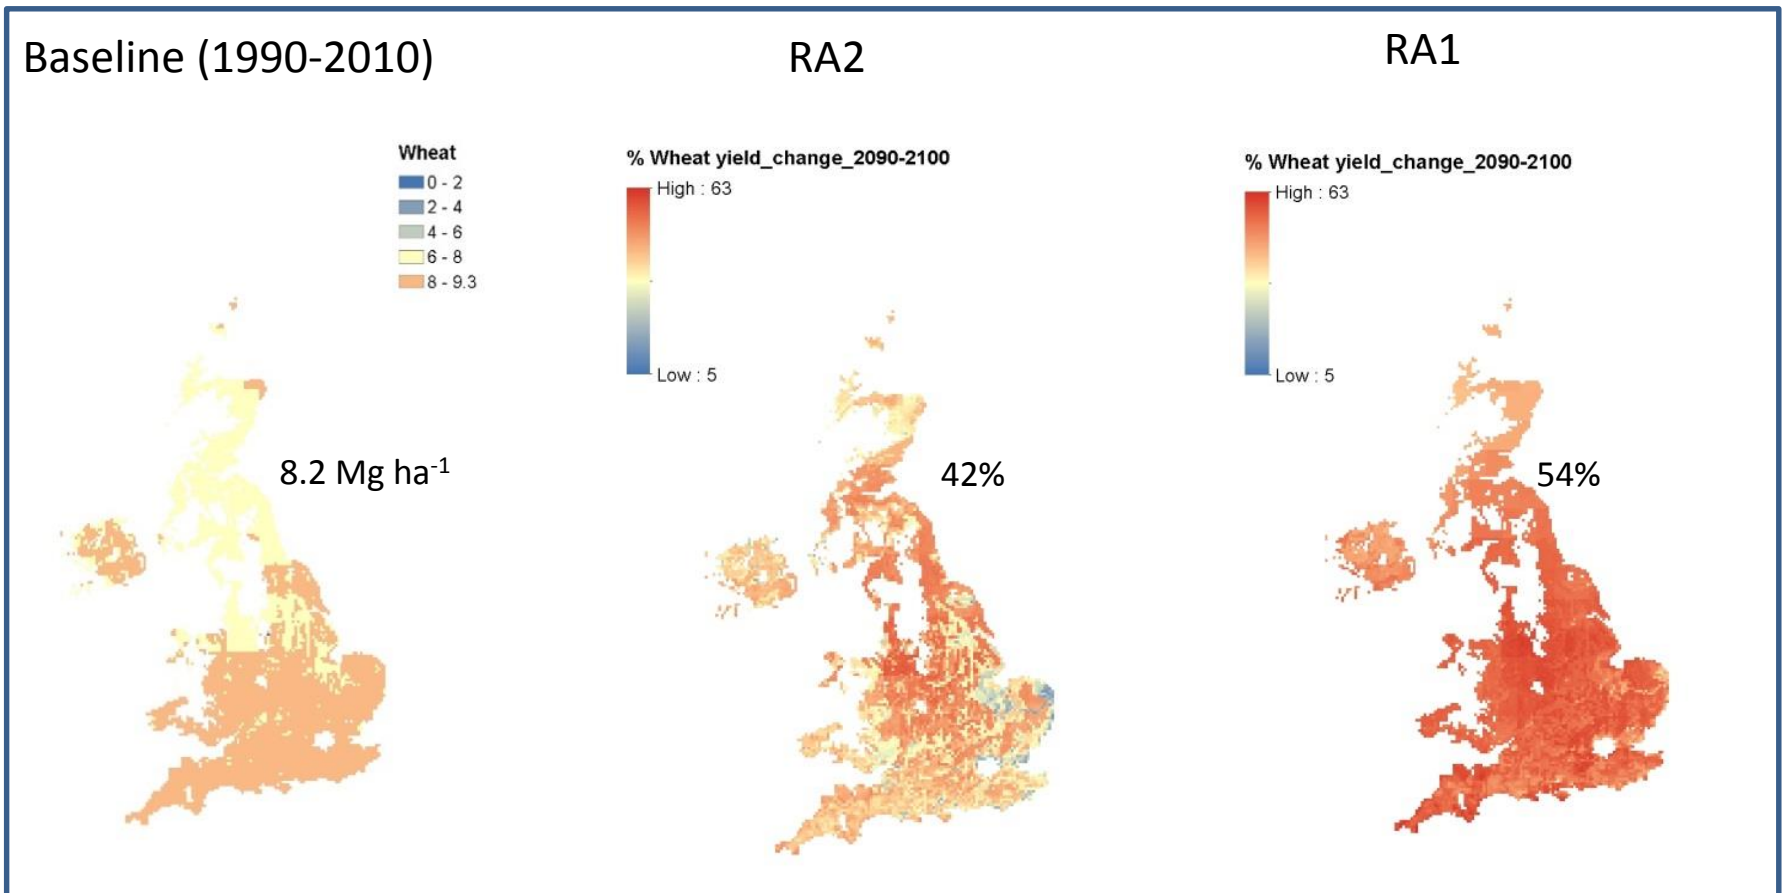 Baseline (1990-2010)
RA2
RA1
Wheat
0 - 2
2 - 4
4 - 6
6 - 8
8 - 9.3
% Wheat yield_change_2090-2100
High : 63
Low : 5
% Wheat yield_change_2090-2100
High : 63
Low : 5
8.2 Mg ha⁻¹
42%
54%